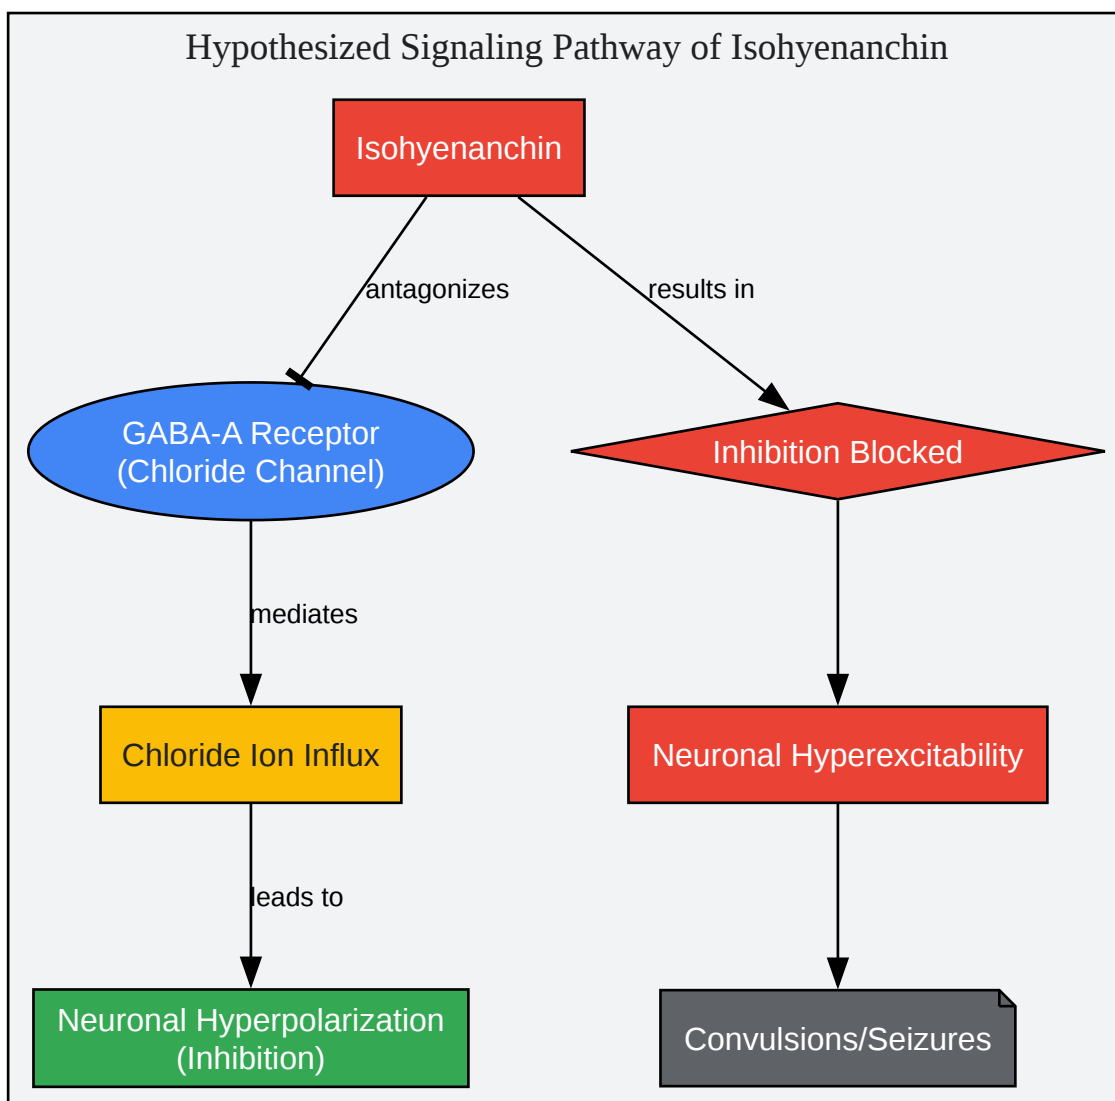 Hypothesized Signaling Pathway of Isohyenanchin
Isohyenanchin
antagonizes
results in
GABA-A Receptor
(Chloride Channel)
Inhibition Blocked
mediates
Chloride Ion Influx
Neuronal Hyperexcitability
leads to
Neuronal Hyperpolarization
(Inhibition)
Convulsions/Seizures